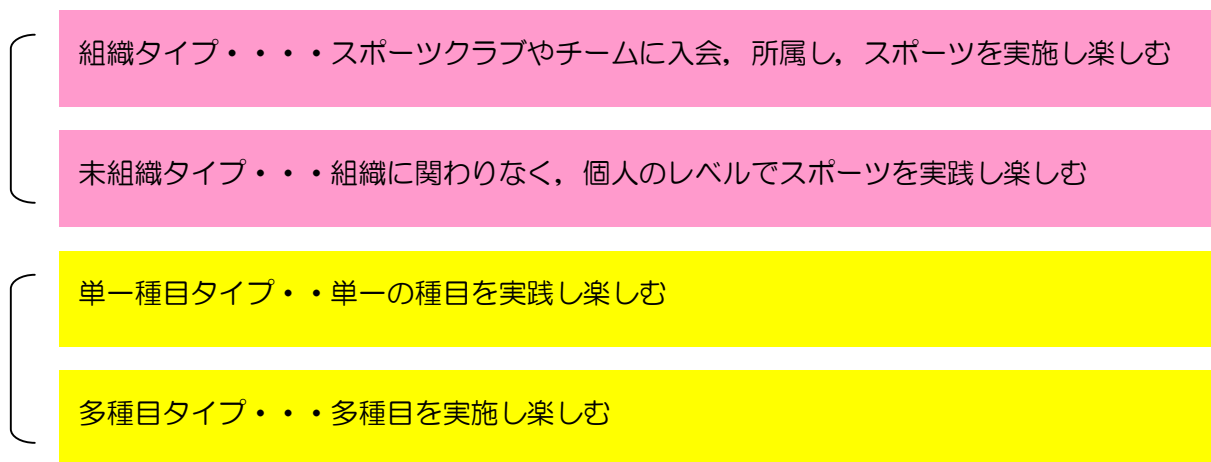 組織タイプ・・・・スポーツクラブやチームに入会，所属し，スポーツを実施し楽しむ
未組織タイプ・・・組織に関わりなく，個人のレベルでスポーツを実践し楽しむ
単一種目タイプ・・単一の種目を実践し楽しむ
多種目タイプ・・・多種目を実施し楽しむ